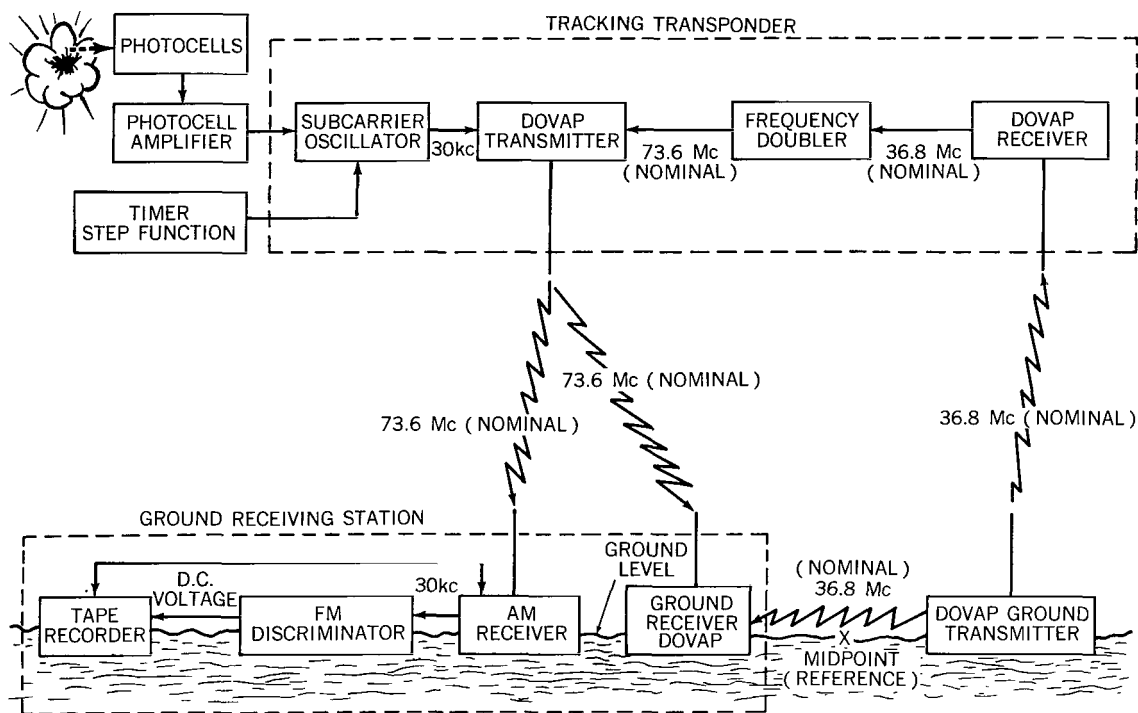 TRACKING TRANSPONDER
PHOTOCELLS
PHOTOCELL
AMPLIFIER
SUBCARRIER
OSCILLATOR
30kc
DOVAP
TRANSMITTER
73.6 Mc
(NOMINAL)
FREQUENCY
DOUBLER
36.8 Mc
(NOMINAL)
DOVAP
RECEIVER
TIMER
STEP FUNCTION
73.6 Mc (NOMINAL)
73.6 Mc (NOMINAL)
36.8 Mc (NOMINAL)
GROUND RECEIVING STATION
GROUND
LEVEL
TAPE
RECORDER
D.C.
VOLTAGE
FM
DISCRIMINATOR
30kc
AM
RECEIVER
GROUND
RECEIVER
DOVAP
(NOMINAL)
36.8 Mc
DOVAP GROUND
TRANSMITTER
X
MIDPOINT
(REFERENCE)